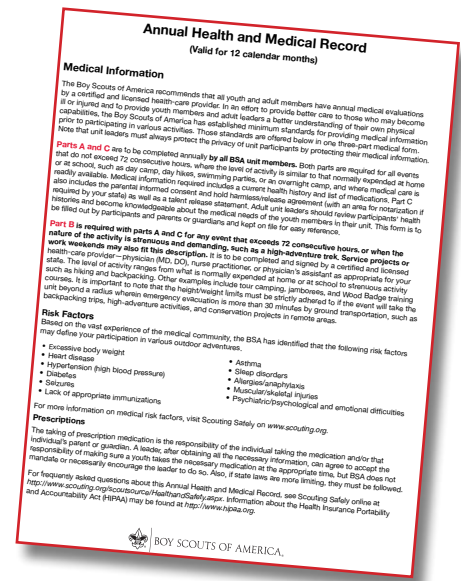 Annual Health and Medical Record
(Valid for 12 calendar months)
Medical Information
The Boy Scouts of America recommends that all youth and adult members have annual medical evaluations
by a certified and licensed health-care provider. In an effort to provide better care to those who may become
ill or injured and to provide youth members and adult leaders a better understanding of their own physical
capabilities, the Boy Scouts of America has established minimum standards for providing medical information
prior to participating in various activities. Those standards are offered below in one three-part medical form.
Note that unit leaders must always protect the privacy of unit participants by protecting their medical information.
Parts A and C are to be completed annually by all BSA unit members. Both parts are required for all events
that do not exceed 72 consecutive hours, where the level of activity is similar to that normally expended at home
or at school, such as day camp, day hikes, swimming parties, or an overnight camp, and where medical care is
readily available. Medical information required includes a current health history and list of medications. Part C
also includes the parental informed consent and hold harmless/release agreement (with an area for notarization if
required by your state) as well as a talent release statement. Adult unit leaders should review participants' health
histories and become knowledgeable about the medical needs of the youth members in their unit. This form is to
be filled out by participants and parents or guardians and kept on file for easy reference.
Part B is required with parts A and C for any event that exceeds 72 consecutive hours, or when the
nature of the activity is strenuous and demanding, such as a high-adventure trek. Service projects or
work weekends may also fit this description. It is to be completed and signed by a certified and licensed
health-care provider—physician (MD, DO), nurse practitioner, or physician's assistant as appropriate for your
state. The level of activity ranges from what is normally expended at home or at school to strenuous activity
such as hiking and backpacking. Other examples include tour camping, jamborees, and Wood Badge training
courses. It is important to note that the height/weight limits must be strictly adhered to if the event will take the
unit beyond a radius wherein emergency evacuation is more than 30 minutes by ground transportation, such as
backpacking trips, high-adventure activities, and conservation projects in remote areas.
Risk Factors
Based on the vast experience of the medical community, the BSA has identified that the following risk factors
may define your participation in various outdoor adventures.
• Excessive body weight
• Heart disease
• Hypertension (high blood pressure)
• Diabetes
• Seizures
• Lack of appropriate immunizations
• Asthma
• Sleep disorders
• Allergies/anaphylaxis
• Muscular/skeletal injuries
• Psychiatric/psychological and emotional difficulties
For more information on medical risk factors, visit Scouting Safely on www.scouting.org.
Prescriptions
The taking of prescription medication is the responsibility of the individual taking the medication and/or that
individual's parent or guardian. A leader, after obtaining all the necessary information, can agree to accept the
responsibility of making sure a youth takes the necessary medication at the appropriate time, but BSA does not
mandate or necessarily encourage the leader to do so. Also, if state laws are more limiting, they must be followed.
For frequently asked questions about this Annual Health and Medical Record, see Scouting Safely online at
http://www.scouting.org/scoutsource/HealthandSafety.aspx. Information about the Health Insurance Portability
and Accountability Act (HIPAA) may be found at http://www.hipaa.org.
BOY SCOUTS OF AMERICA®